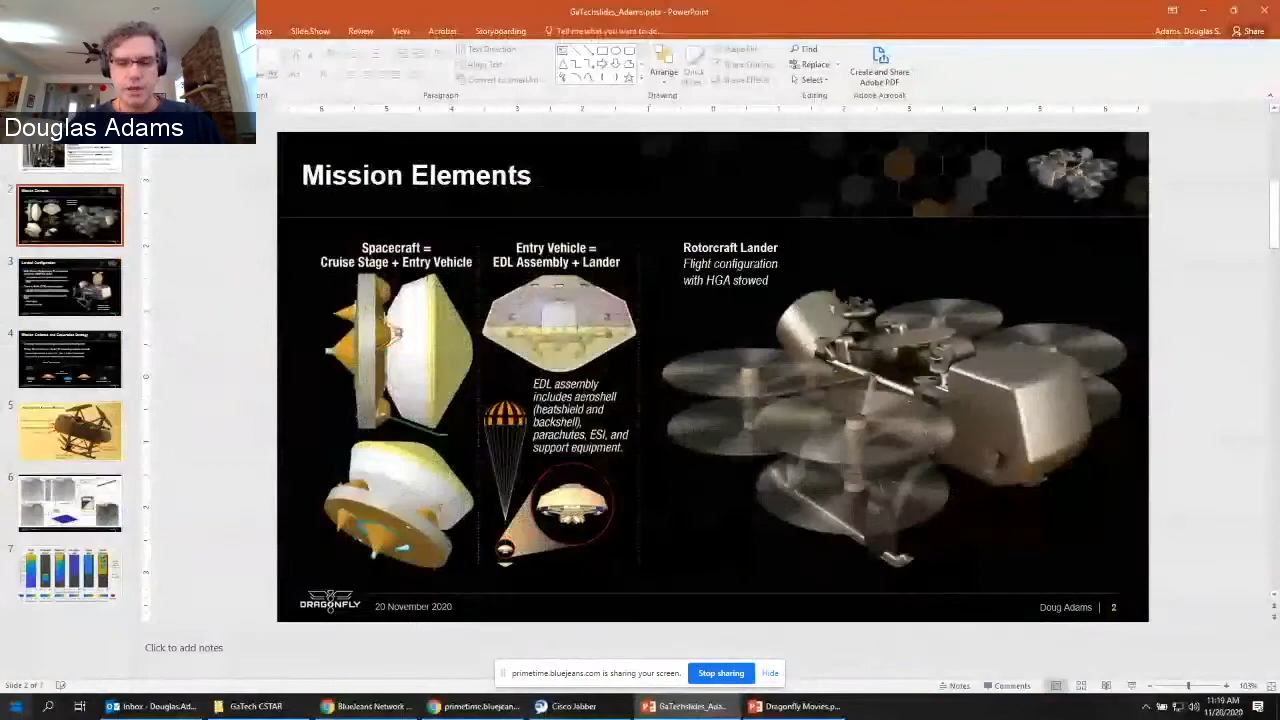 GaTechslides_Adams.pptx - PowerPoint
Adams, Douglas S.
Share
Slide Show
Review
View
Acrobat
Storyboarding
Tell me what you want to do...
Text Direction
Align Text
Convert to SmartArt
Paragraph
Arrange
Quick
Drawing
Shape Fill
Find
Replace
Select
Editing
Create and Share
Adobe PDF
Adobe Acrobat
Douglas Adams
Mission Elements
Spacecraft =
Cruise Stage + Entry Vehicle
Entry Vehicle =
EDL Assembly + Lander
Rotorcraft Lander
Flight configuration
with HGA stowed
EDL assembly
includes aeroshell
(heatshield and
backshell),
parachutes, ESI, and
support equipment.
DRAGONFLY
20 November 2020
Doug Adams | 2
Click to add notes
primetime.bluejeans.com is sharing your screen.
Stop sharing
Hide
Slide 2 of 7
Notes
Comments
103%
Inbox - Douglas.Ad...
GaTech CSTAR
BlueJeans Network ...
primetime.bluejean...
Cisco Jabber
GaTechslides_Ada...
Dragonfly Movies.p...
11:19 AM
11/20/2020